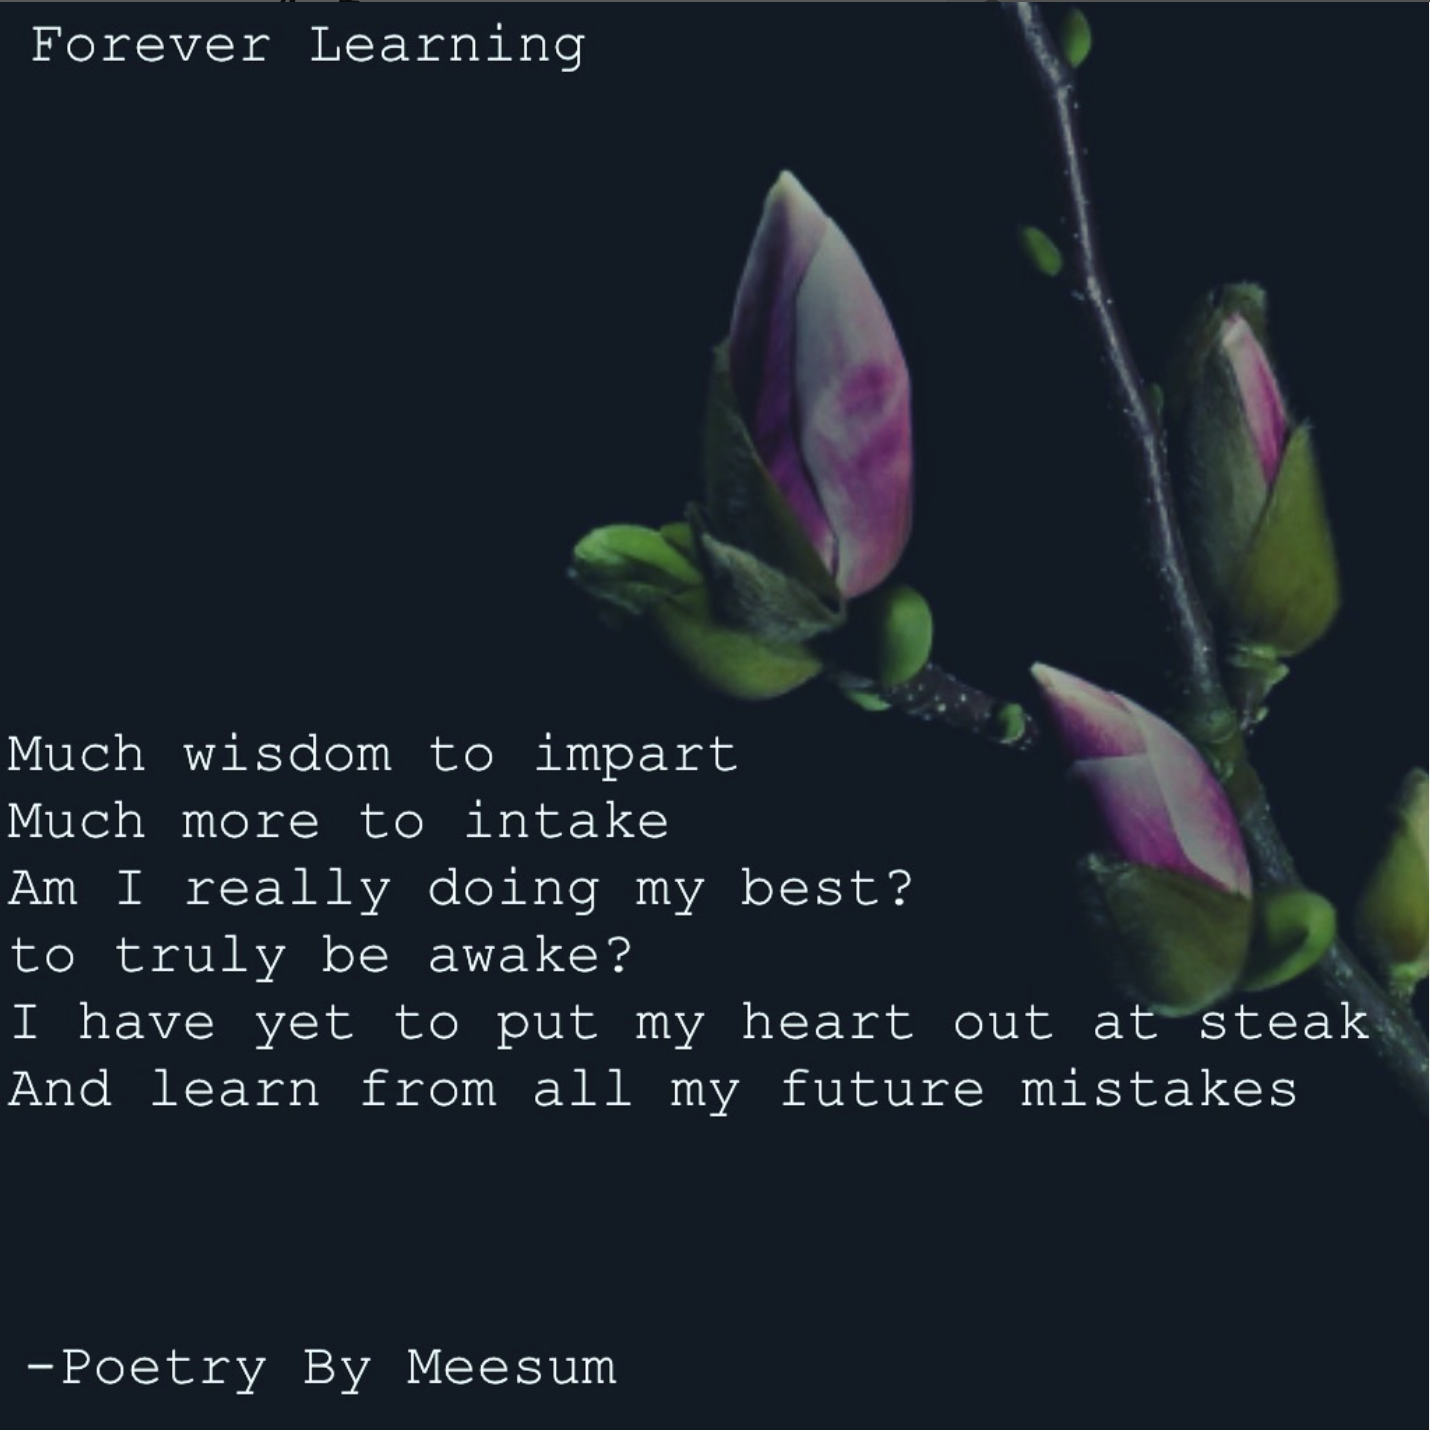 Forever Learning
Much wisdom to impart
Much more to intake
Am I really doing my best?
to truly be awake?
I have yet to put my heart out at steak
And learn from all my future mistakes
-Poetry By Meesum